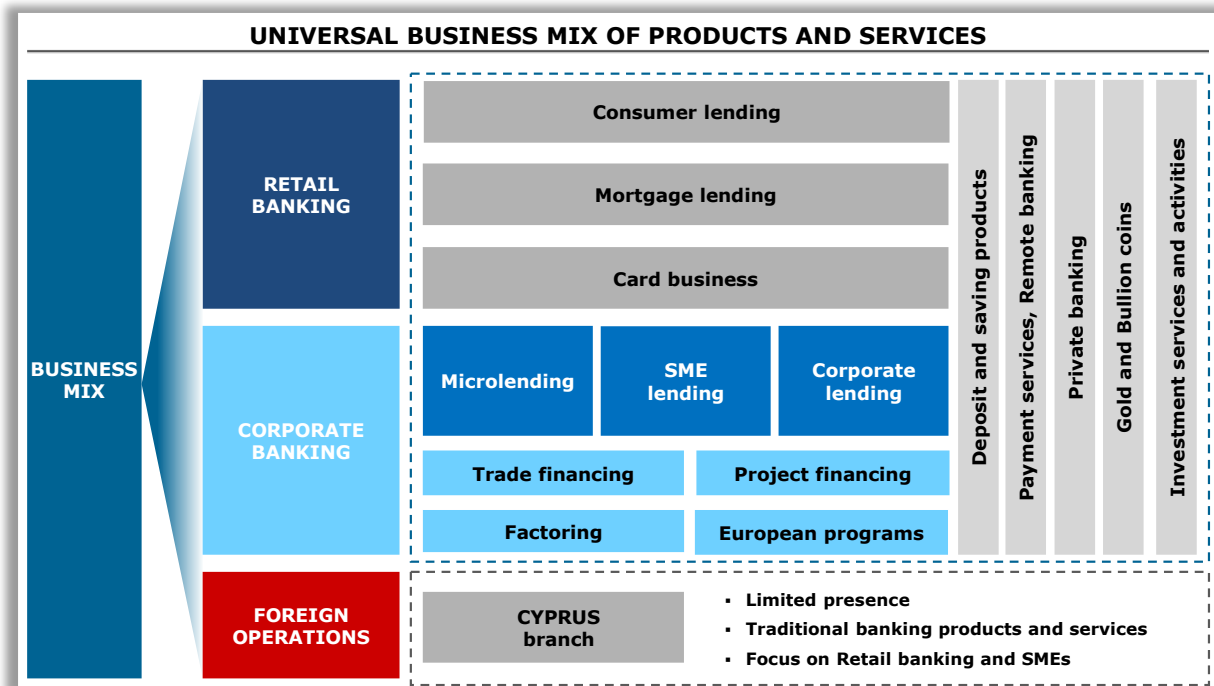 UNIVERSAL BUSINESS MIX OF PRODUCTS AND SERVICES
BUSINESS
MIX
RETAIL
BANKING
Consumer lending
Mortgage lending
Card business
CORPORATE
BANKING
Microlending
SME
lending
Corporate
lending
Trade financing
Project financing
Factoring
European programs
Deposit and saving products
Payment services, Remote banking
Private banking
Gold and Bullion coins
Investment services and activities
FOREIGN
OPERATIONS
CYPRUS
branch
▪ Limited presence
▪ Traditional banking products and services
▪ Focus on Retail banking and SMEs